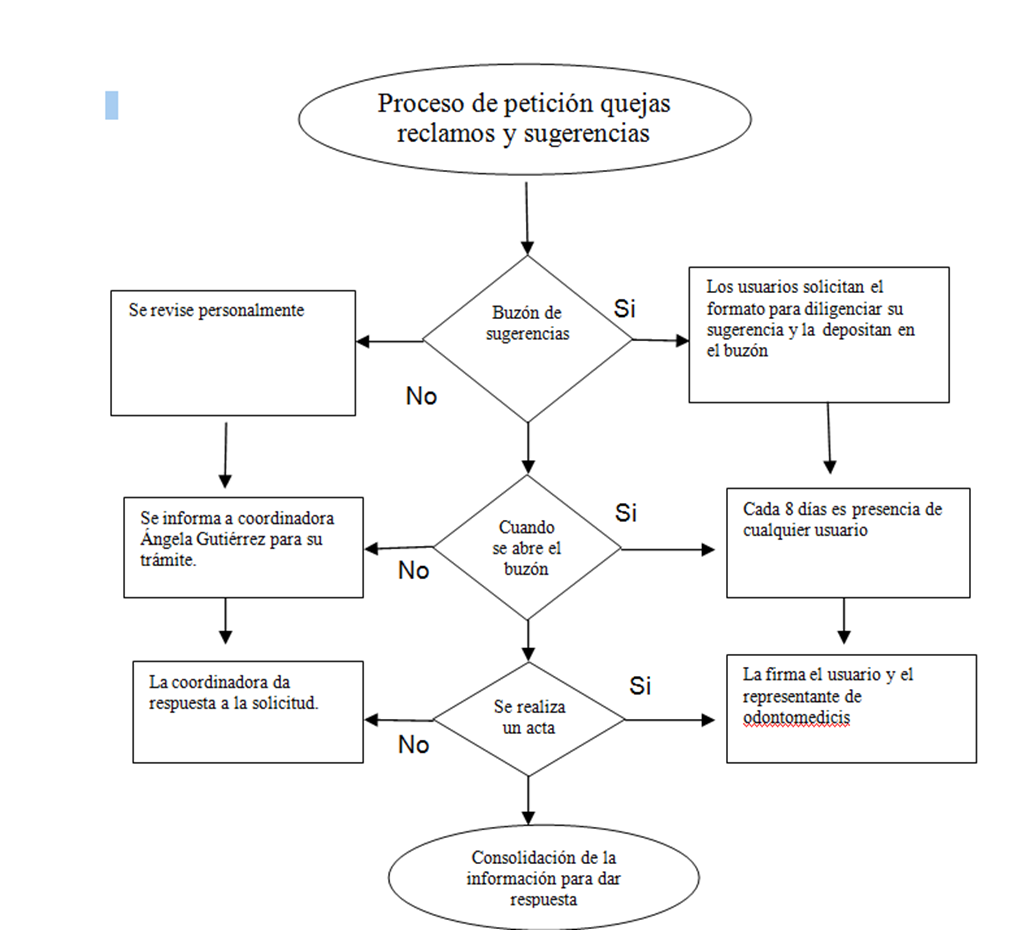 Proceso de petición quejas
reclamos y sugerencias
Se revise personalmente
Buzón de
sugerencias
Si
Los usuarios solicitan el
formato para diligenciar su
sugerencia y la depositan en
el buzón
No
Se informa a coordinadora
Ángela Gutiérrez para su
trámite.
Cuando
se abre el
buzón
Si
Cada 8 días es presencia de
cualquier usuario
No
La coordinadora da
respuesta a la solicitud.
Se realiza
un acta
Si
La firma el usuario y el
representante de
odontomedicis
No
Consolidación de la
información para dar
respuesta